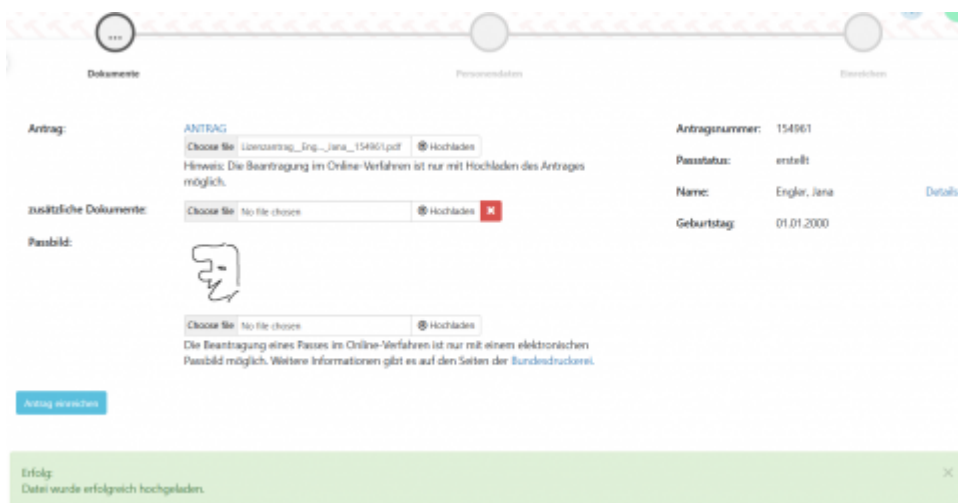 ...
Dokumente
Personendaten
Einreichen
Antrag:
ANTRAG
Choose file Lizenzantrag__Eng..._Jana__154961.pdf Hochladen
Hinweis: Die Beantragung im Online-Verfahren ist nur mit Hochladen des Antrages
möglich.
zusätzliche Dokumente:
Choose file No file chosen Hochladen
Passbild:
Choose file No file chosen Hochladen
Die Beantragung eines Passes im Online-Verfahren ist nur mit einem elektronischen
Passbild möglich. Weitere Informationen gibt es auf den Seiten der Bundesdruckerei.
Antragsnummer: 154961
Passstatus: erstellt
Name: Engler, Jana Details
Geburtstag: 01.01.2000
Antrag einreichen
Erfolg:
Datei wurde erfolgreich hochgeladen.